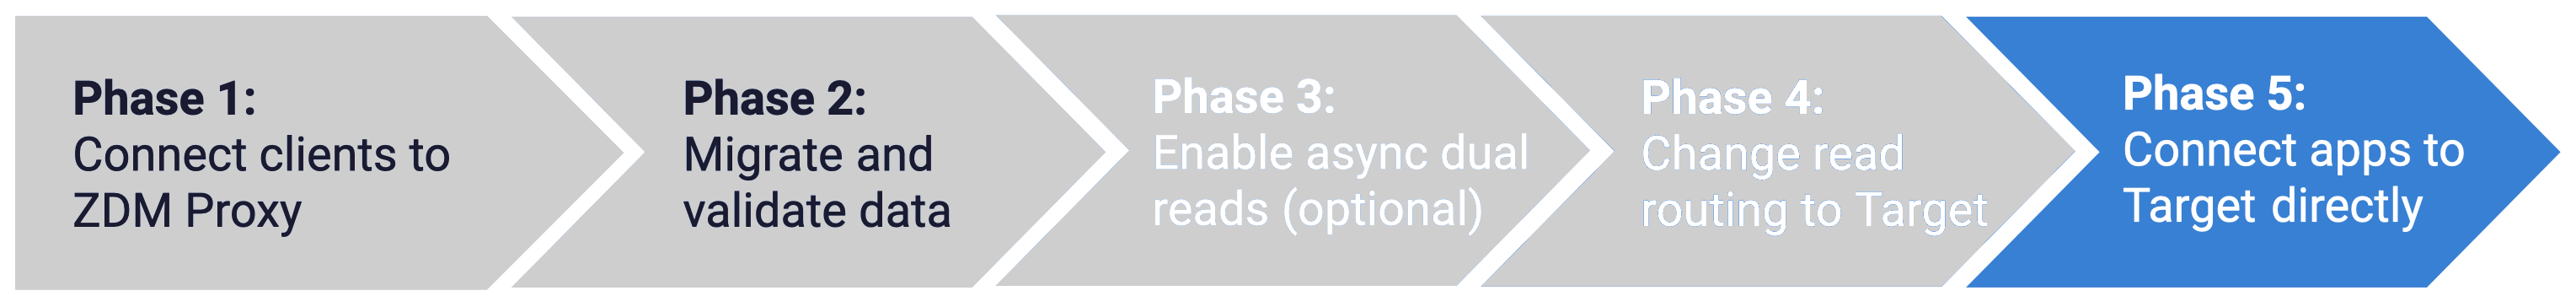 Phase 1:
Connect clients to
ZDM Proxy
Phase 2:
Migrate and
validate data
Phase 3:
Enable async dual
reads (optional)
Phase 4:
Change read
routing to Target
Phase 5:
Connect apps to
Target directly